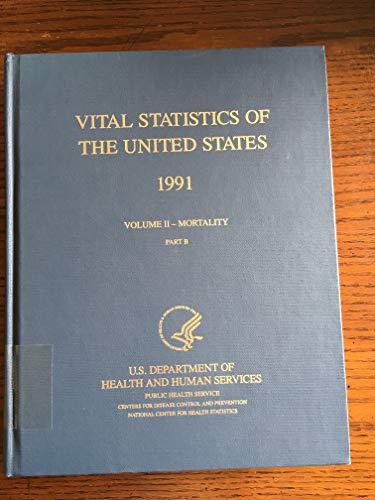 VITAL STATISTICS OF
THE UNITED STATES
1991
VOLUME II – MORTALITY
PART B
U.S. DEPARTMENT OF
HEALTH AND HUMAN SERVICES
PUBLIC HEALTH SERVICE
CENTERS FOR DISEASE CONTROL AND PREVENTION
NATIONAL CENTER FOR HEALTH STATISTICS